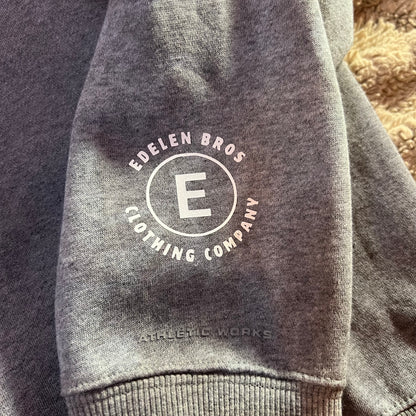 EDELEN BROS
E
CLOTHING COMPANY
ATHLETIC WORKS